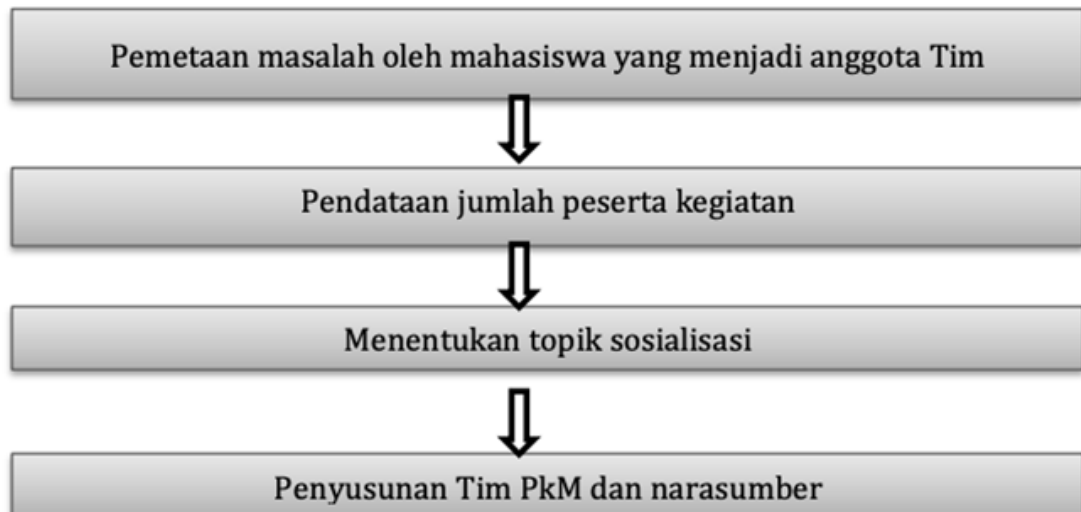 Pemetaan masalah oleh mahasiswa yang menjadi anggota Tim
Pendataan jumlah peserta kegiatan
Menentukan topik sosialisasi
Penyusunan Tim PkM dan narasumber